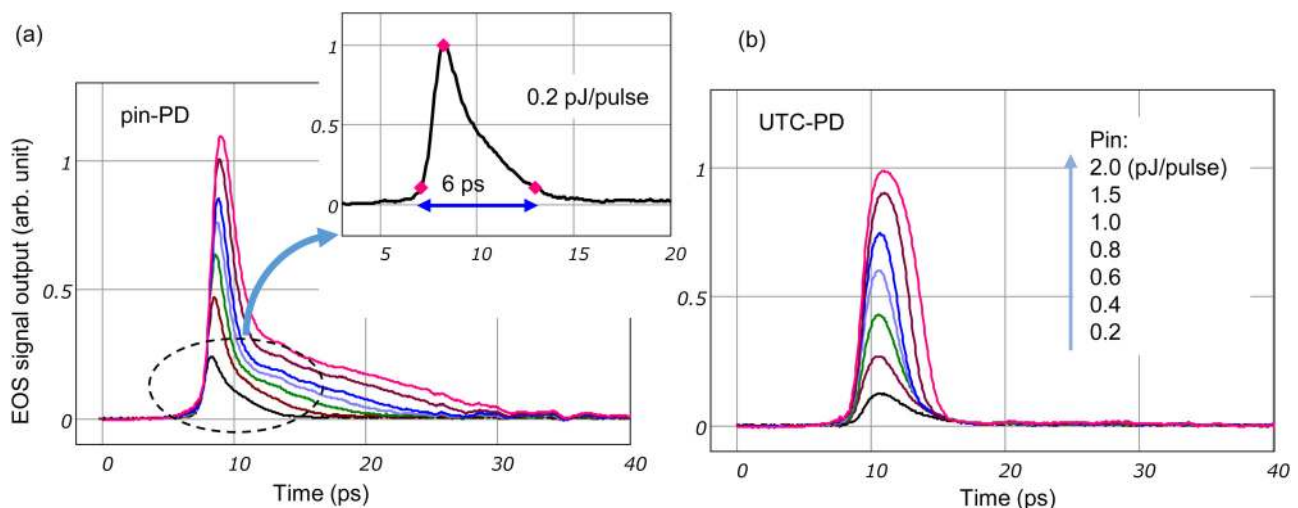 (a)
pin-PD
EOS signal output (arb. unit)
1
0.5
0
0
10
20
30
40
Time (ps)
1
0.5
0
0.2 pJ/pulse
6 ps
5
10
15
20
(b)
UTC-PD
Pin:
2.0 (pJ/pulse)
1.5
1.0
0.8
0.6
0.4
0.2
1
0.5
0
0
10
20
30
40
Time (ps)